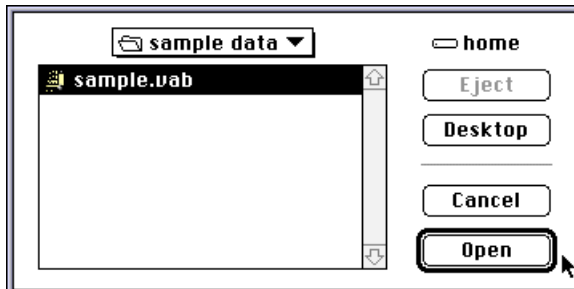 sample data
home
sample.vab
Eject
Desktop
Cancel
Open